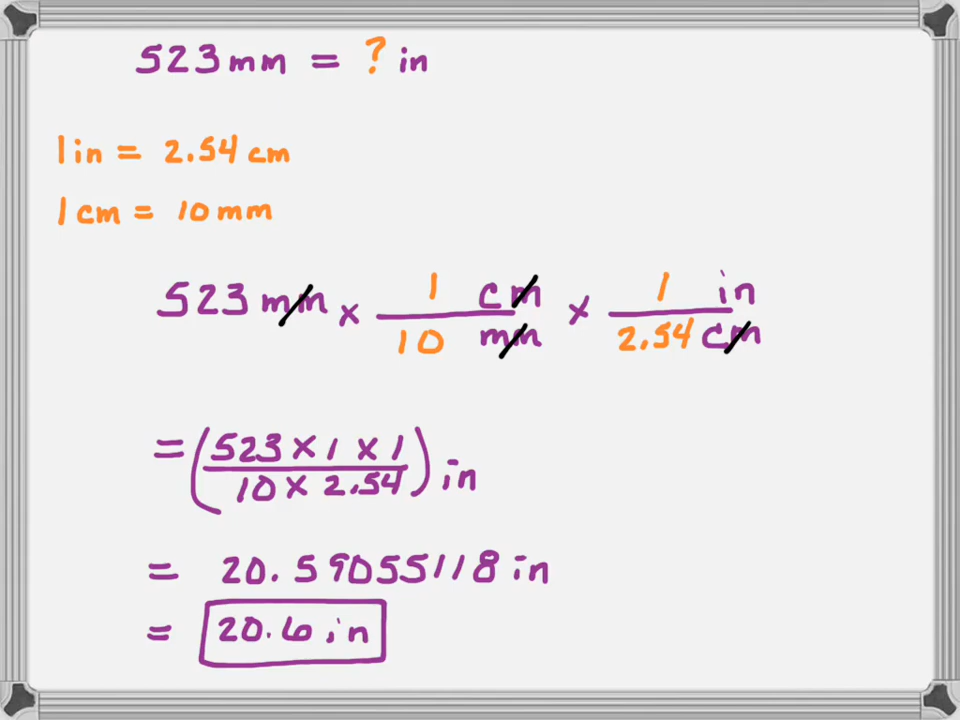 523 mm = ? in
1 in = 2.54 cm
1 cm = 10 mm
523 mm × 1 cm / 10 mm × 1 in / 2.54 cm
= (523 × 1 × 1 / 10 × 2.54) in
= 20.59055118 in
= 20.6 in